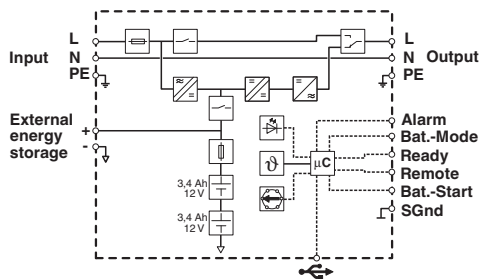 Input
L
N
PE
L
N
Output
PE
External
energy
storage
+
-
3,4 Ah
12 V
3,4 Ah
12 V
ϑ
µC
Alarm
Bat.-Mode
Ready
Remote
Bat.-Start
SGnd